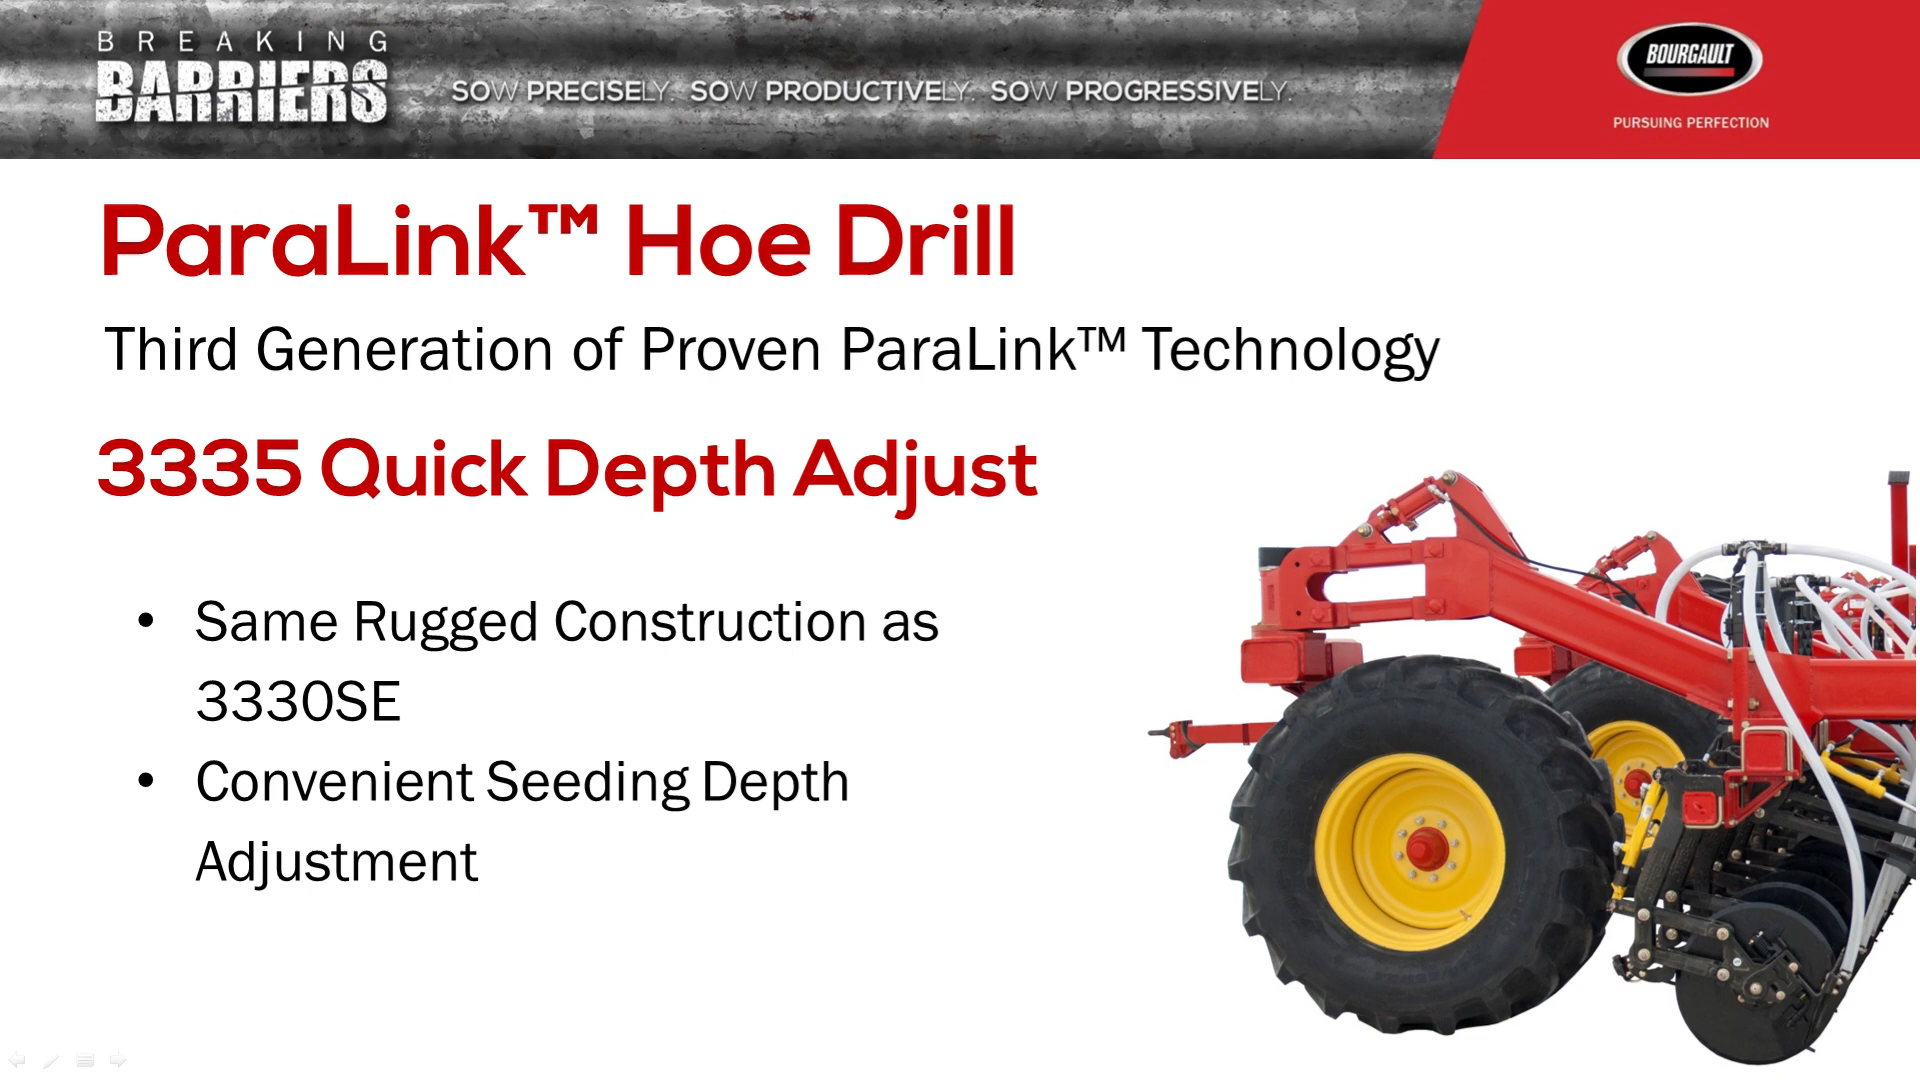 BREAKING
BARRIERS
SOW PRECISELY. SOW PRODUCTIVELY. SOW PROGRESSIVELY.
BOURGAULT
PURSUING PERFECTION
ParaLink™ Hoe Drill
Third Generation of Proven ParaLink™ Technology
3335 Quick Depth Adjust
• Same Rugged Construction as
3330SE
• Convenient Seeding Depth
Adjustment